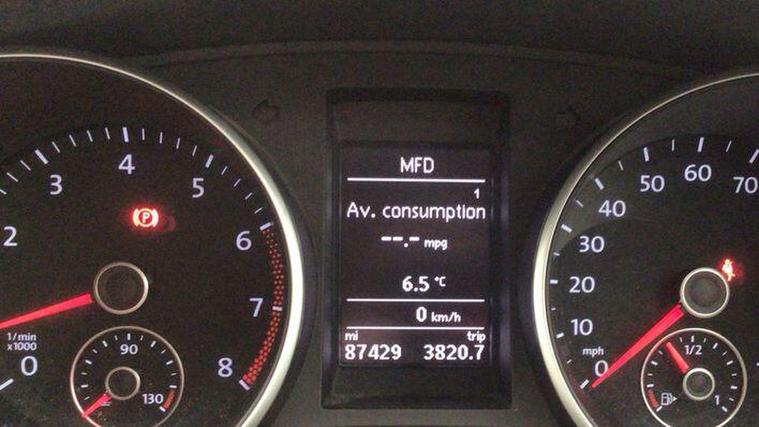 MFD
1
Av. consumption
--.- mpg
6.5 °C
0 km/h
mi trip
87429 3820.7
2
3
4
5
6
7
8
0
1/min
x1000
P
90
130
0
10
20
30
40
50
60
70
mph
1/2
1